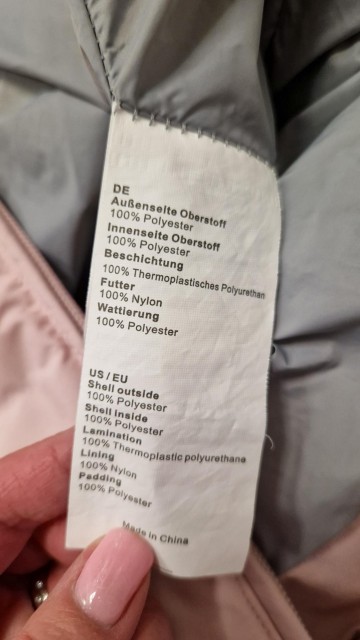 DE
Außenseite Oberstoff
100% Polyester
Innenseite Oberstoff
100% Polyester
Beschichtung
100% Thermoplastisches Polyurethan
Futter
100% Nylon
Wattierung
100% Polyester
US / EU
Shell outside
100% Polyester
Shell inside
100% Polyester
Lamination
100% Thermoplastic polyurethane
Lining
100% Nylon
Padding
100% Polyester
Made in China